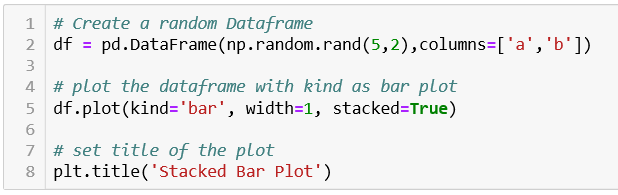 1 # Create a random Dataframe
2 df = pd.DataFrame(np.random.rand(5,2),columns=['a','b'])
3
4 # plot the dataframe with kind as bar plot
5 df.plot(kind='bar', width=1, stacked=True)
6
7 # set title of the plot
8 plt.title('Stacked Bar Plot')